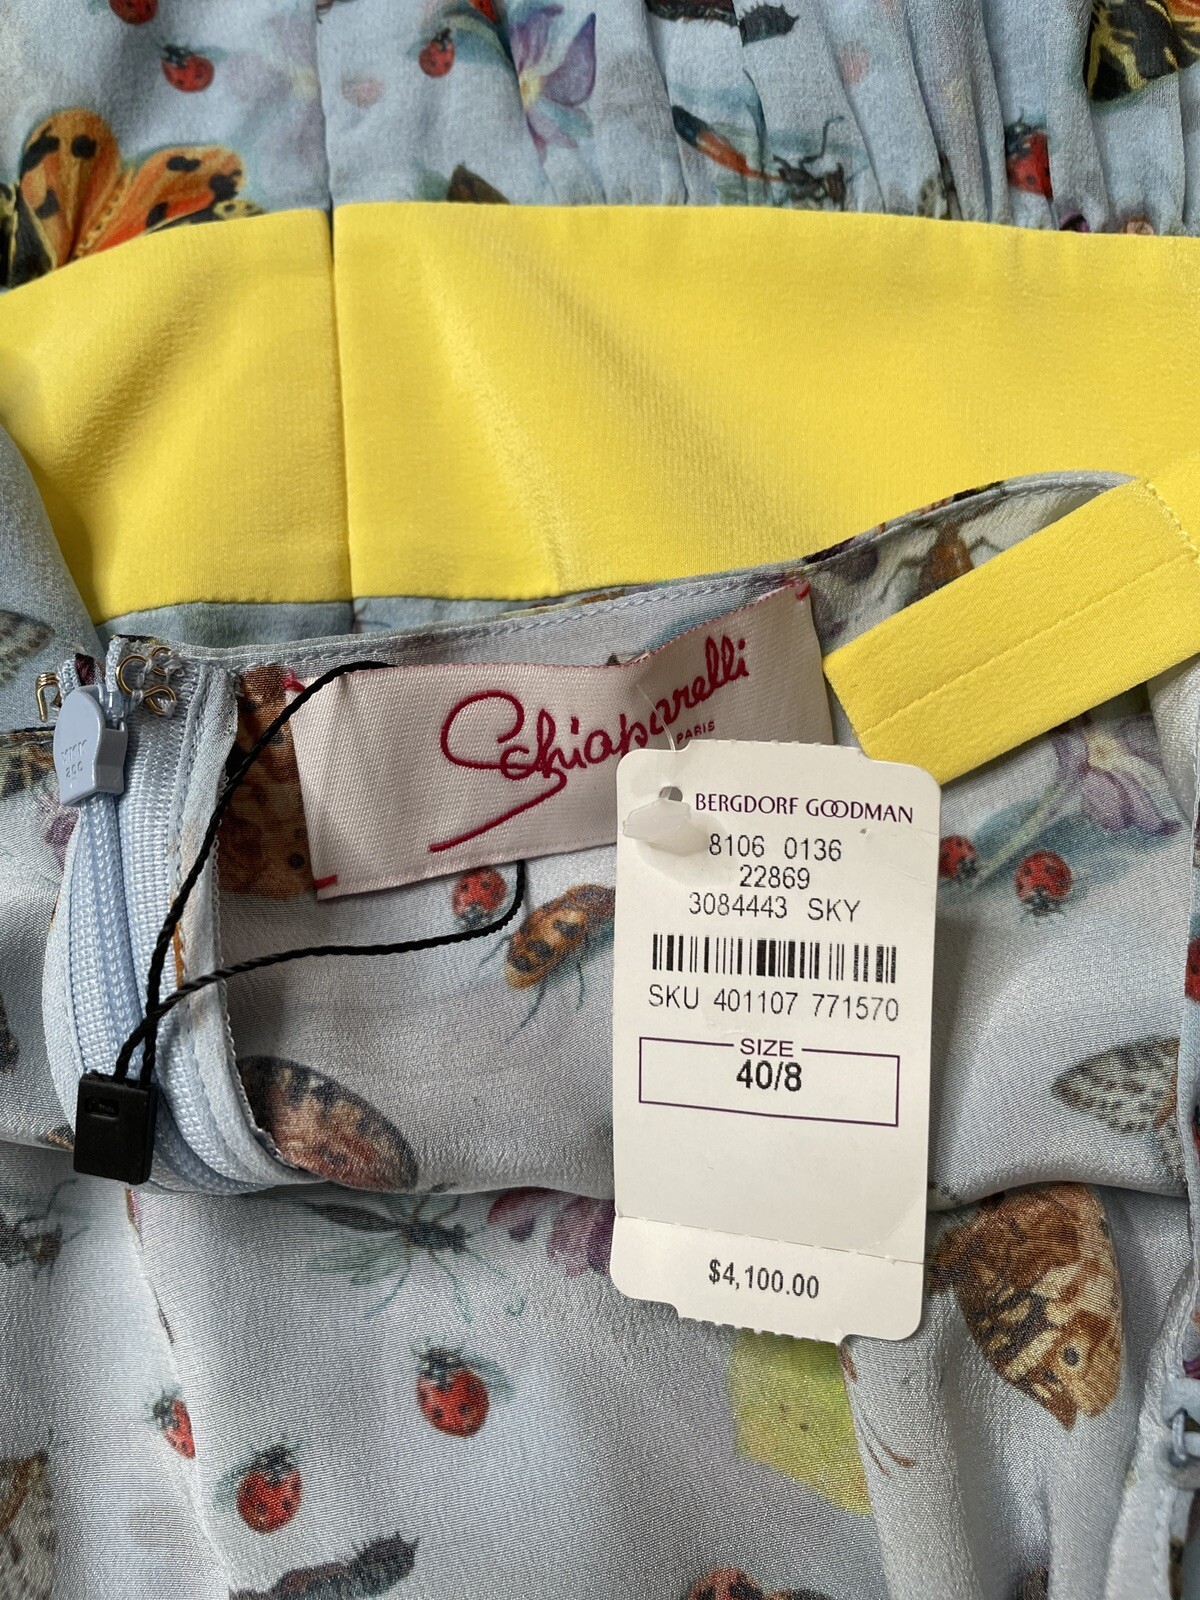 Schiaparelli
PARIS
BERGDORF GOODMAN
8106 0136
22869
3084443 SKY
SKU 401107 771570
SIZE
40/8
$4,100.00